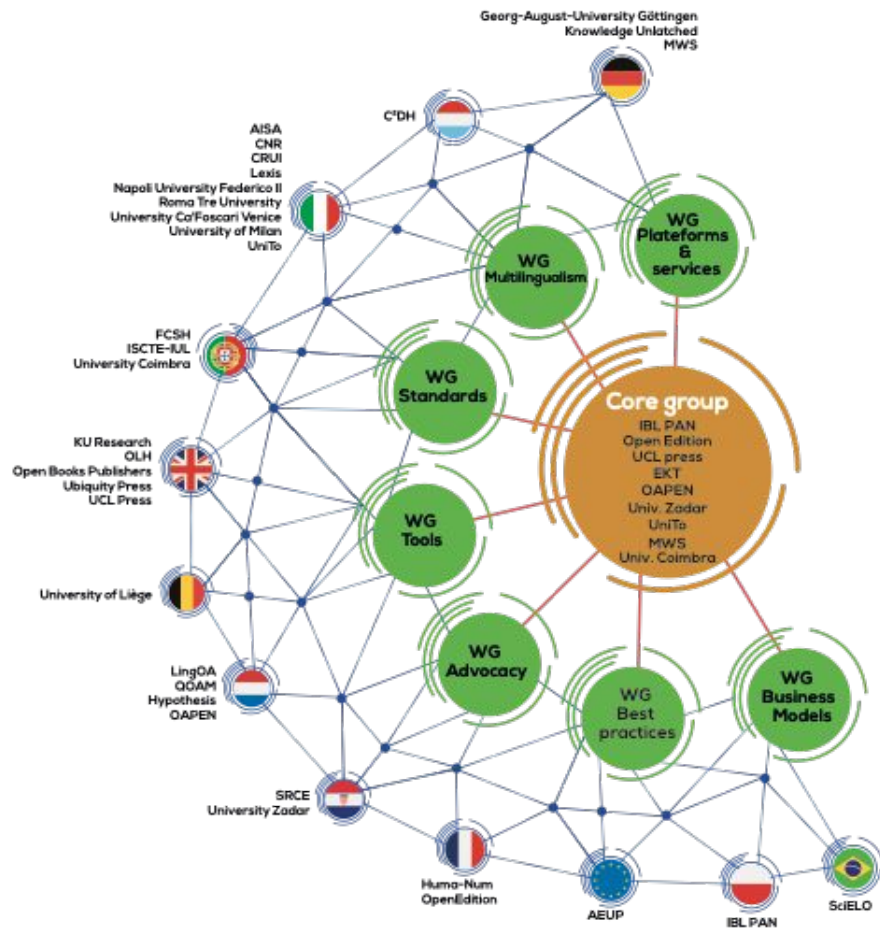 Georg-August-University Göttingen
Knowledge Unlatched
MWS
C²DH
AISA
CNR
CRUI
Lexis
Napoli University Federico II
Roma Tre University
University Ca'Foscari Venice
University of Milan
UniTo
WG
Plateforms
&
services
WG
Multilingualism
FCSH
ISCTE-IUL
University Coimbra
WG
Standards
Core group
IBL PAN
Open Edition
UCL press
EKT
OAPEN
Univ. Zadar
UniTo
MWS
Univ. Coimbra
KU Research
OLH
Open Books Publishers
Ubiquity Press
UCL Press
WG
Tools
University of Liège
WG
Advocacy
WG
Best
practices
WG
Business
Models
LingOA
QOAM
Hypothesis
OAPEN
SRCE
University Zadar
Huma-Num
OpenEdition
AEUP
IBL PAN
SciELO